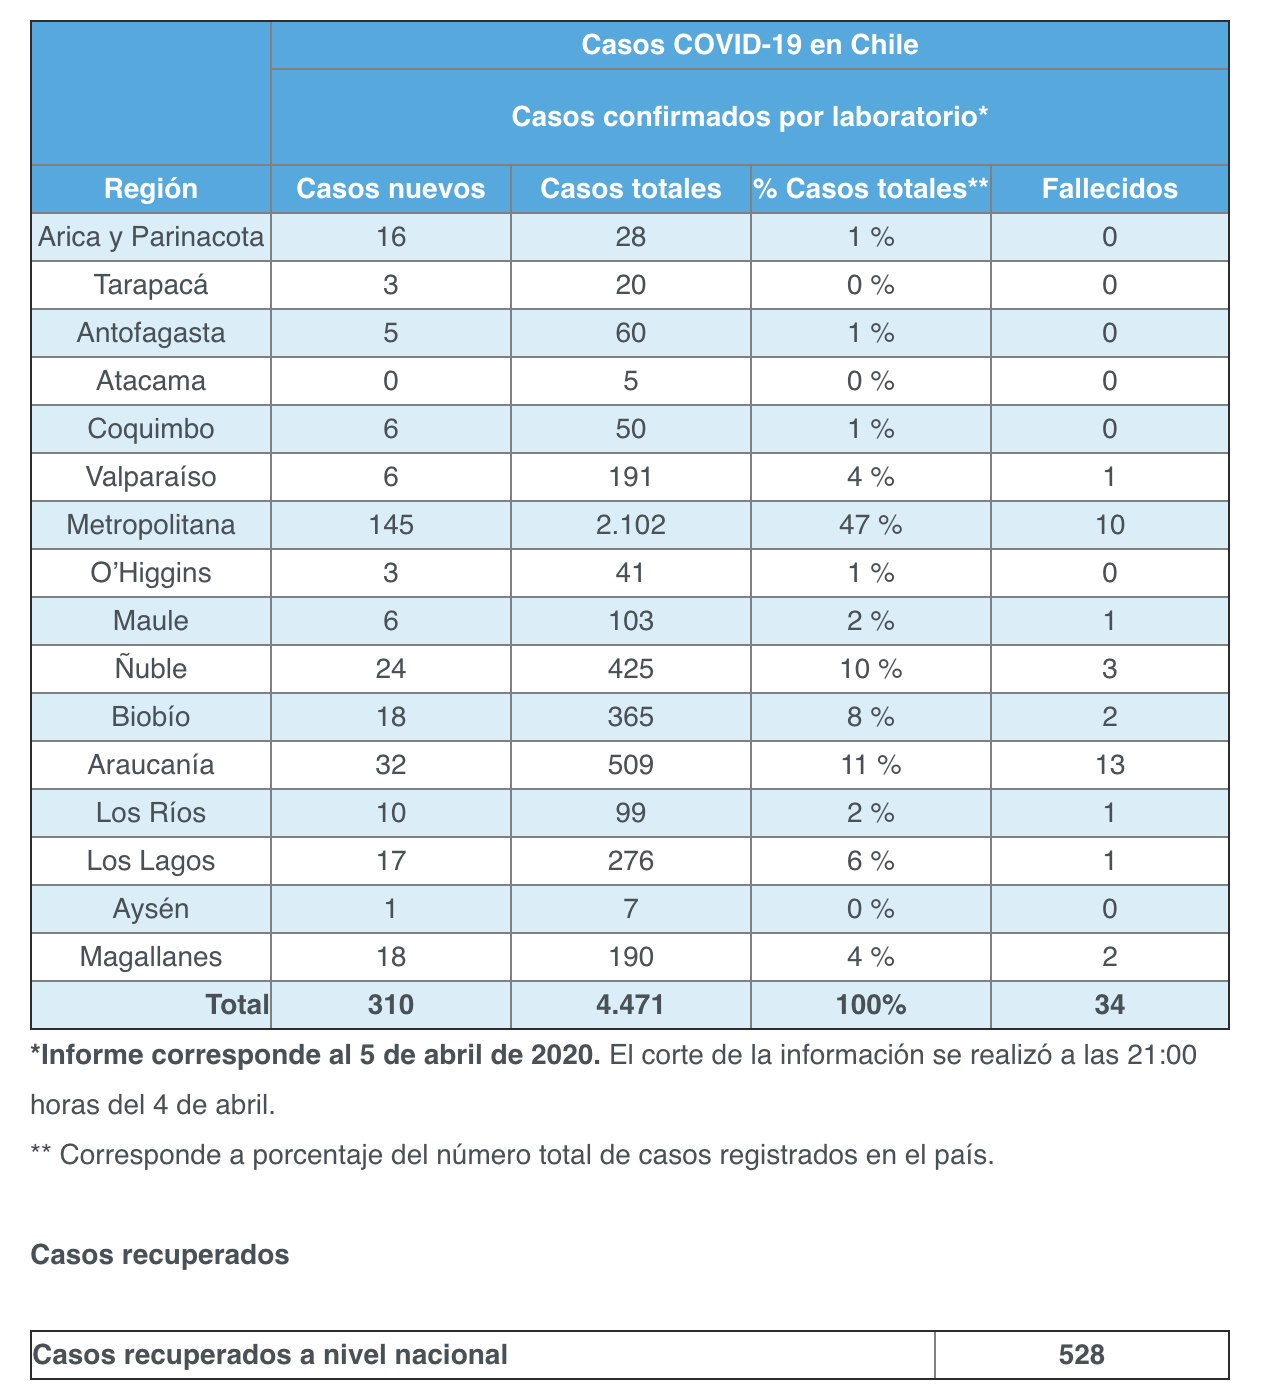 Casos COVID-19 en Chile
Casos confirmados por laboratorio*
Región Casos nuevos Casos totales % Casos totales** Fallecidos
Arica y Parinacota 16 28 1 % 0
Tarapacá 3 20 0 % 0
Antofagasta 5 60 1 % 0
Atacama 0 5 0 % 0
Coquimbo 6 50 1 % 0
Valparaíso 6 191 4 % 1
Metropolitana 145 2.102 47 % 10
O’Higgins 3 41 1 % 0
Maule 6 103 2 % 1
Ñuble 24 425 10 % 3
Biobío 18 365 8 % 2
Araucanía 32 509 11 % 13
Los Ríos 10 99 2 % 1
Los Lagos 17 276 6 % 1
Aysén 1 7 0 % 0
Magallanes 18 190 4 % 2
Total 310 4.471 100% 34
*Informe corresponde al 5 de abril de 2020. El corte de la información se realizó a las 21:00
horas del 4 de abril.
** Corresponde a porcentaje del número total de casos registrados en el país.
Casos recuperados
Casos recuperados a nivel nacional 528